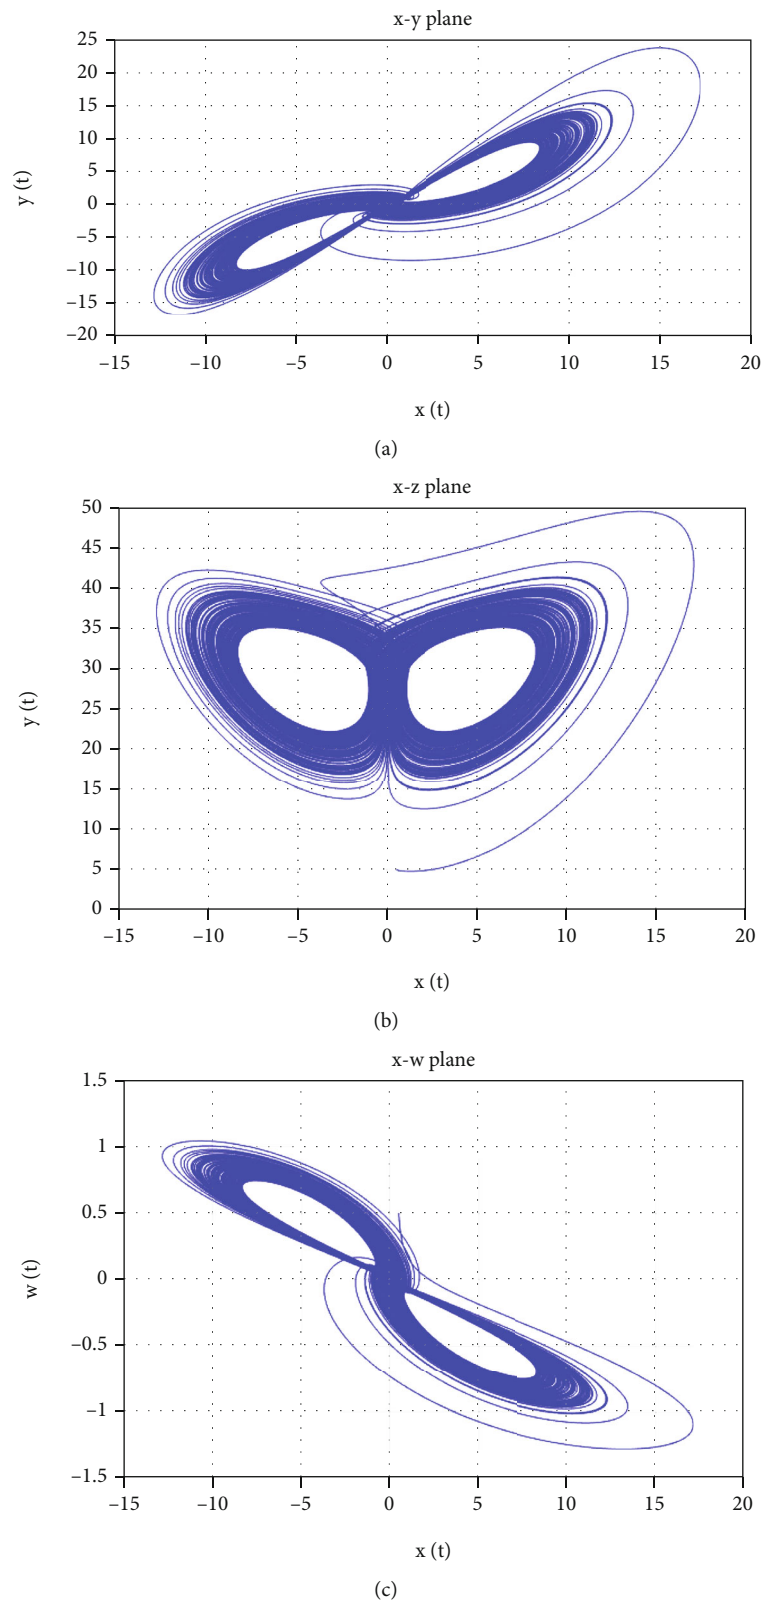 x-y plane
25
20
15
10
5
0
−5
−10
−15
−20
y (t)
−15 −10 −5 0 5 10 15 20
x (t)
(a)
x-z plane
50
45
40
35
30
25
20
15
10
5
0
y (t)
−15 −10 −5 0 5 10 15 20
x (t)
(b)
x-w plane
1.5
1
0.5
0
−0.5
−1
−1.5
w (t)
−15 −10 −5 0 5 10 15 20
x (t)
(c)